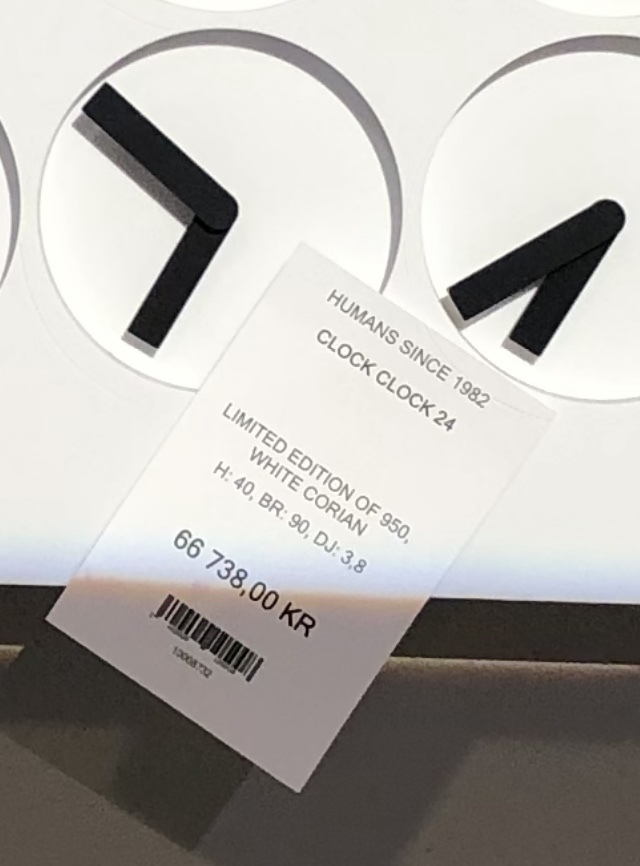 HUMANS SINCE 1982
CLOCK CLOCK 24
LIMITED EDITION OF 950,
WHITE CORIAN
H: 40, BR: 90, DJ: 3,8
66 738,00 KR